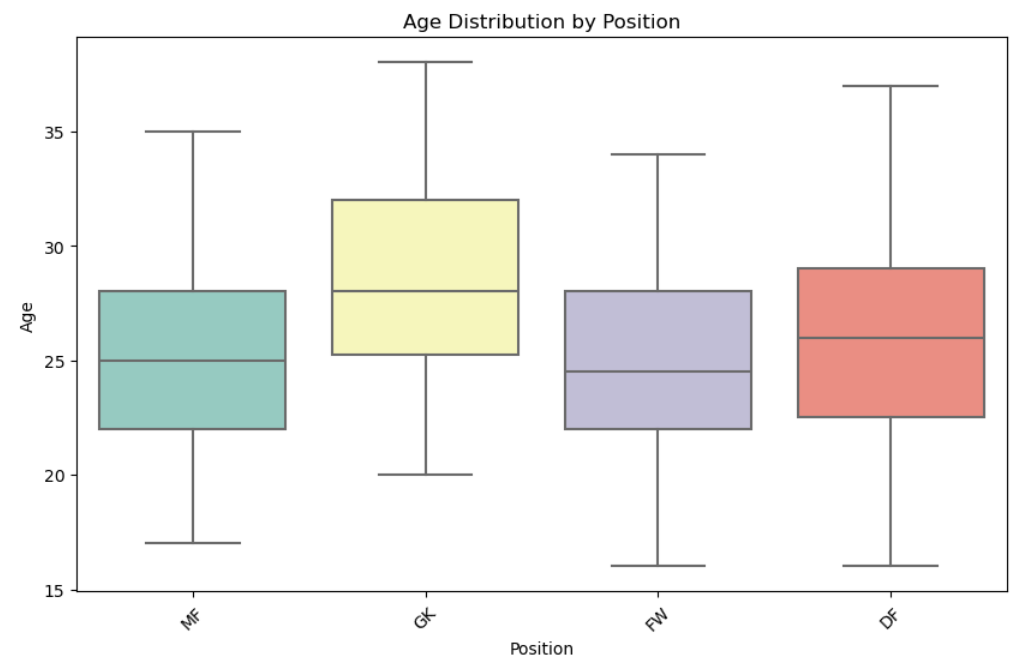 Age Distribution by Position
Age
35
30
25
20
15
MF
GK
FW
DF
Position